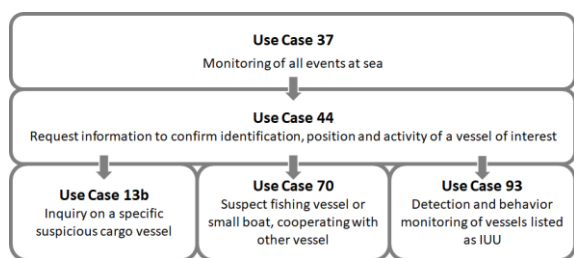 Use Case 37
Monitoring of all events at sea
Use Case 44
Request information to confirm identification, position and activity of a vessel of interest
Use Case 13b
Inquiry on a specific
suspicious cargo vessel
Use Case 70
Suspect fishing vessel or
small boat, cooperating with
other vessel
Use Case 93
Detection and behavior
monitoring of vessels listed
as IUU